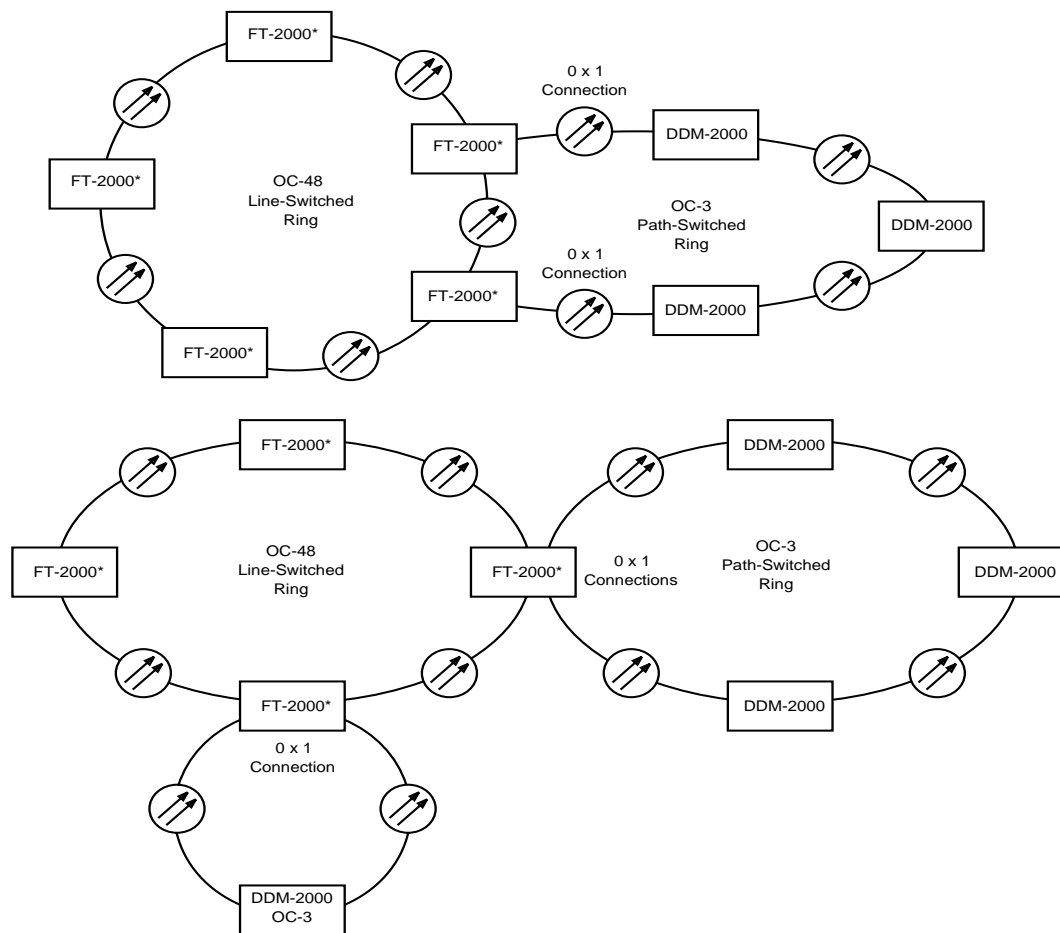 FT-2000*
0 x 1
Connection
FT-2000*
DDM-2000
FT-2000*
OC-48
Line-Switched
Ring
OC-3
Path-Switched
Ring
DDM-2000
0 x 1
Connection
FT-2000*
DDM-2000
FT-2000*
FT-2000*
DDM-2000
FT-2000*
OC-48
Line-Switched
Ring
FT-2000*
0 x 1
Connections
OC-3
Path-Switched
Ring
DDM-2000
FT-2000*
DDM-2000
0 x 1
Connection
DDM-2000
OC-3